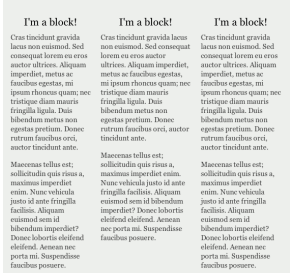 I'm a block!
Cras tincidunt gravida
lacus non euismod. Sed
consequat lorem eu eros
auctor ultrices. Aliquam
imperdiet, metus ac
faucibus egestas, mi
ipsum rhoncus quam; nec
tristique diam mauris
fringilla ligula. Duis
bibendum metus non
egestas pretium. Donec
rutrum faucibus orci,
auctor tincidunt ante.
Maecenas tellus est;
sollicitudin quis risus a,
maximus imperdiet
enim. Nunc vehicula
justo id ante fringilla
facilisis. Aliquam
euismod sem id
bibendum imperdiet?
Donec lobortis eleifend
eleifend. Aenean nec
porta mi. Suspendisse
faucibus posuere.
I'm a block!
Cras tincidunt gravida lacus
non euismod. Sed consequat
lorem eu eros auctor
ultrices. Aliquam imperdiet,
metus ac faucibus egestas,
mi ipsum rhoncus quam;
nec tristique diam mauris
fringilla ligula. Duis
bibendum metus non
egestas pretium. Donec
rutrum faucibus orci, auctor
tincidunt ante.
Maecenas tellus est;
sollicitudin quis risus a,
maximus imperdiet enim.
Nunc vehicula justo id ante
fringilla facilisis. Aliquam
euismod sem id bibendum
imperdiet? Donec lobortis
eleifend eleifend. Aenean
nec porta mi. Suspendisse
faucibus posuere.
I'm a block!
Cras tincidunt gravida
lacus non euismod. Sed
consequat lorem eu eros
auctor ultrices. Aliquam
imperdiet, metus ac
faucibus egestas, mi
ipsum rhoncus quam; nec
tristique diam mauris
fringilla ligula. Duis
bibendum metus non
egestas pretium. Donec
rutrum faucibus orci,
auctor tincidunt ante.
Maecenas tellus est;
sollicitudin quis risus a,
maximus imperdiet
enim. Nunc vehicula
justo id ante fringilla
facilisis. Aliquam
euismod sem id
bibendum imperdiet?
Donec lobortis eleifend
eleifend. Aenean nec
porta mi. Suspendisse
faucibus posuere.